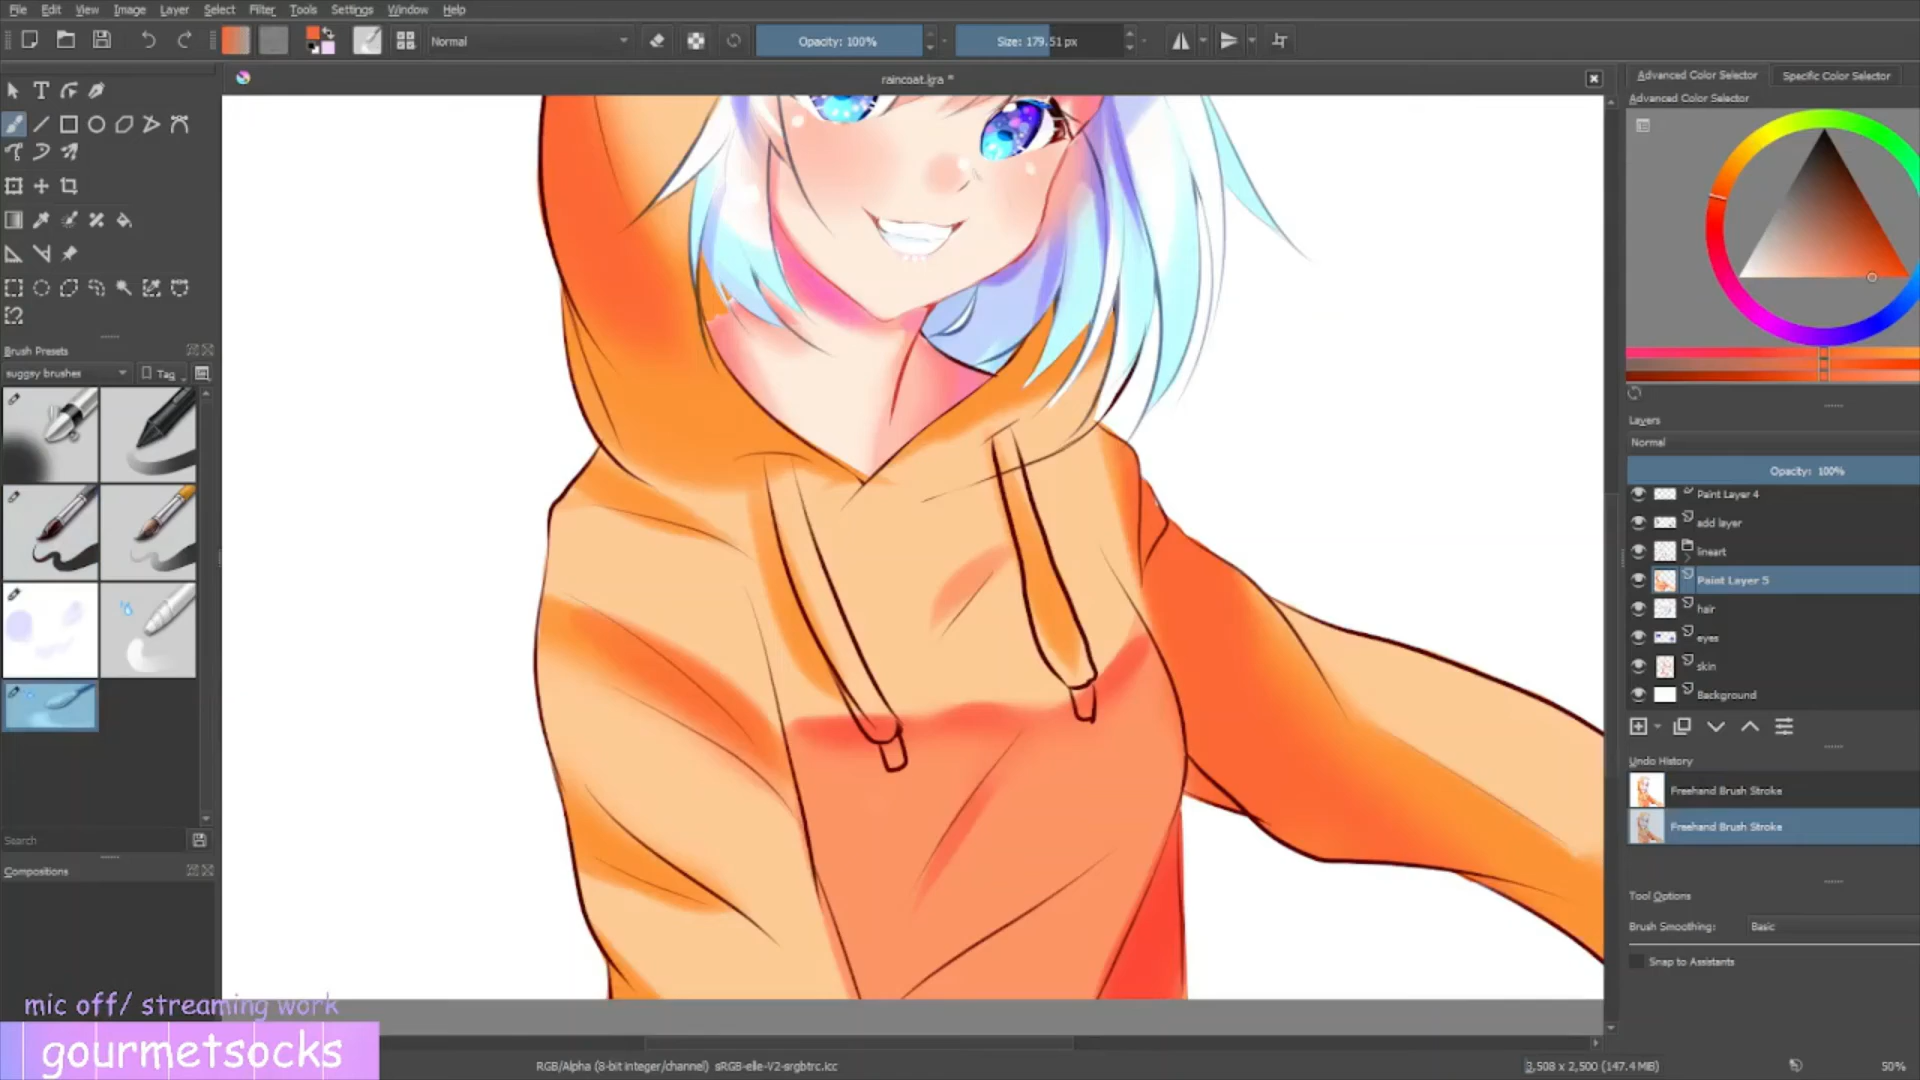 File Edit View Image Layer Select Filter Tools Settings Window Help
Normal
Opacity: 100%
Size: 179.51 px
raincoat.kra *
Advanced Color Selector
Specific Color Selector
Advanced Color Selector
Brush Presets
suggsy brushes
Tag
Search
Compositions
Layers
Normal
Opacity: 100%
Paint Layer 4
add layer
lineart
Paint Layer 5
hair
eyes
skin
Background
Undo History
Freehand Brush Stroke
Freehand Brush Stroke
Tool Options
Brush Smoothing: Basic
Snap to Assistants
mic off/ streaming work
gourmetsocks
RGB/Alpha (8-bit integer/channel) sRGB-elle-V2-srgbtrc.icc
3,508 x 2,500 (147.4 MiB)
50%